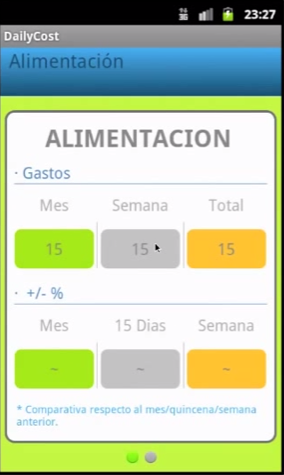 3G 23:27
DailyCost
Alimentación
ALIMENTACION
· Gastos
Mes Semana Total
15 15 15
· +/- %
Mes 15 Dias Semana
~ ~ ~
* Comparativa respecto al mes/quincena/semana
anterior.